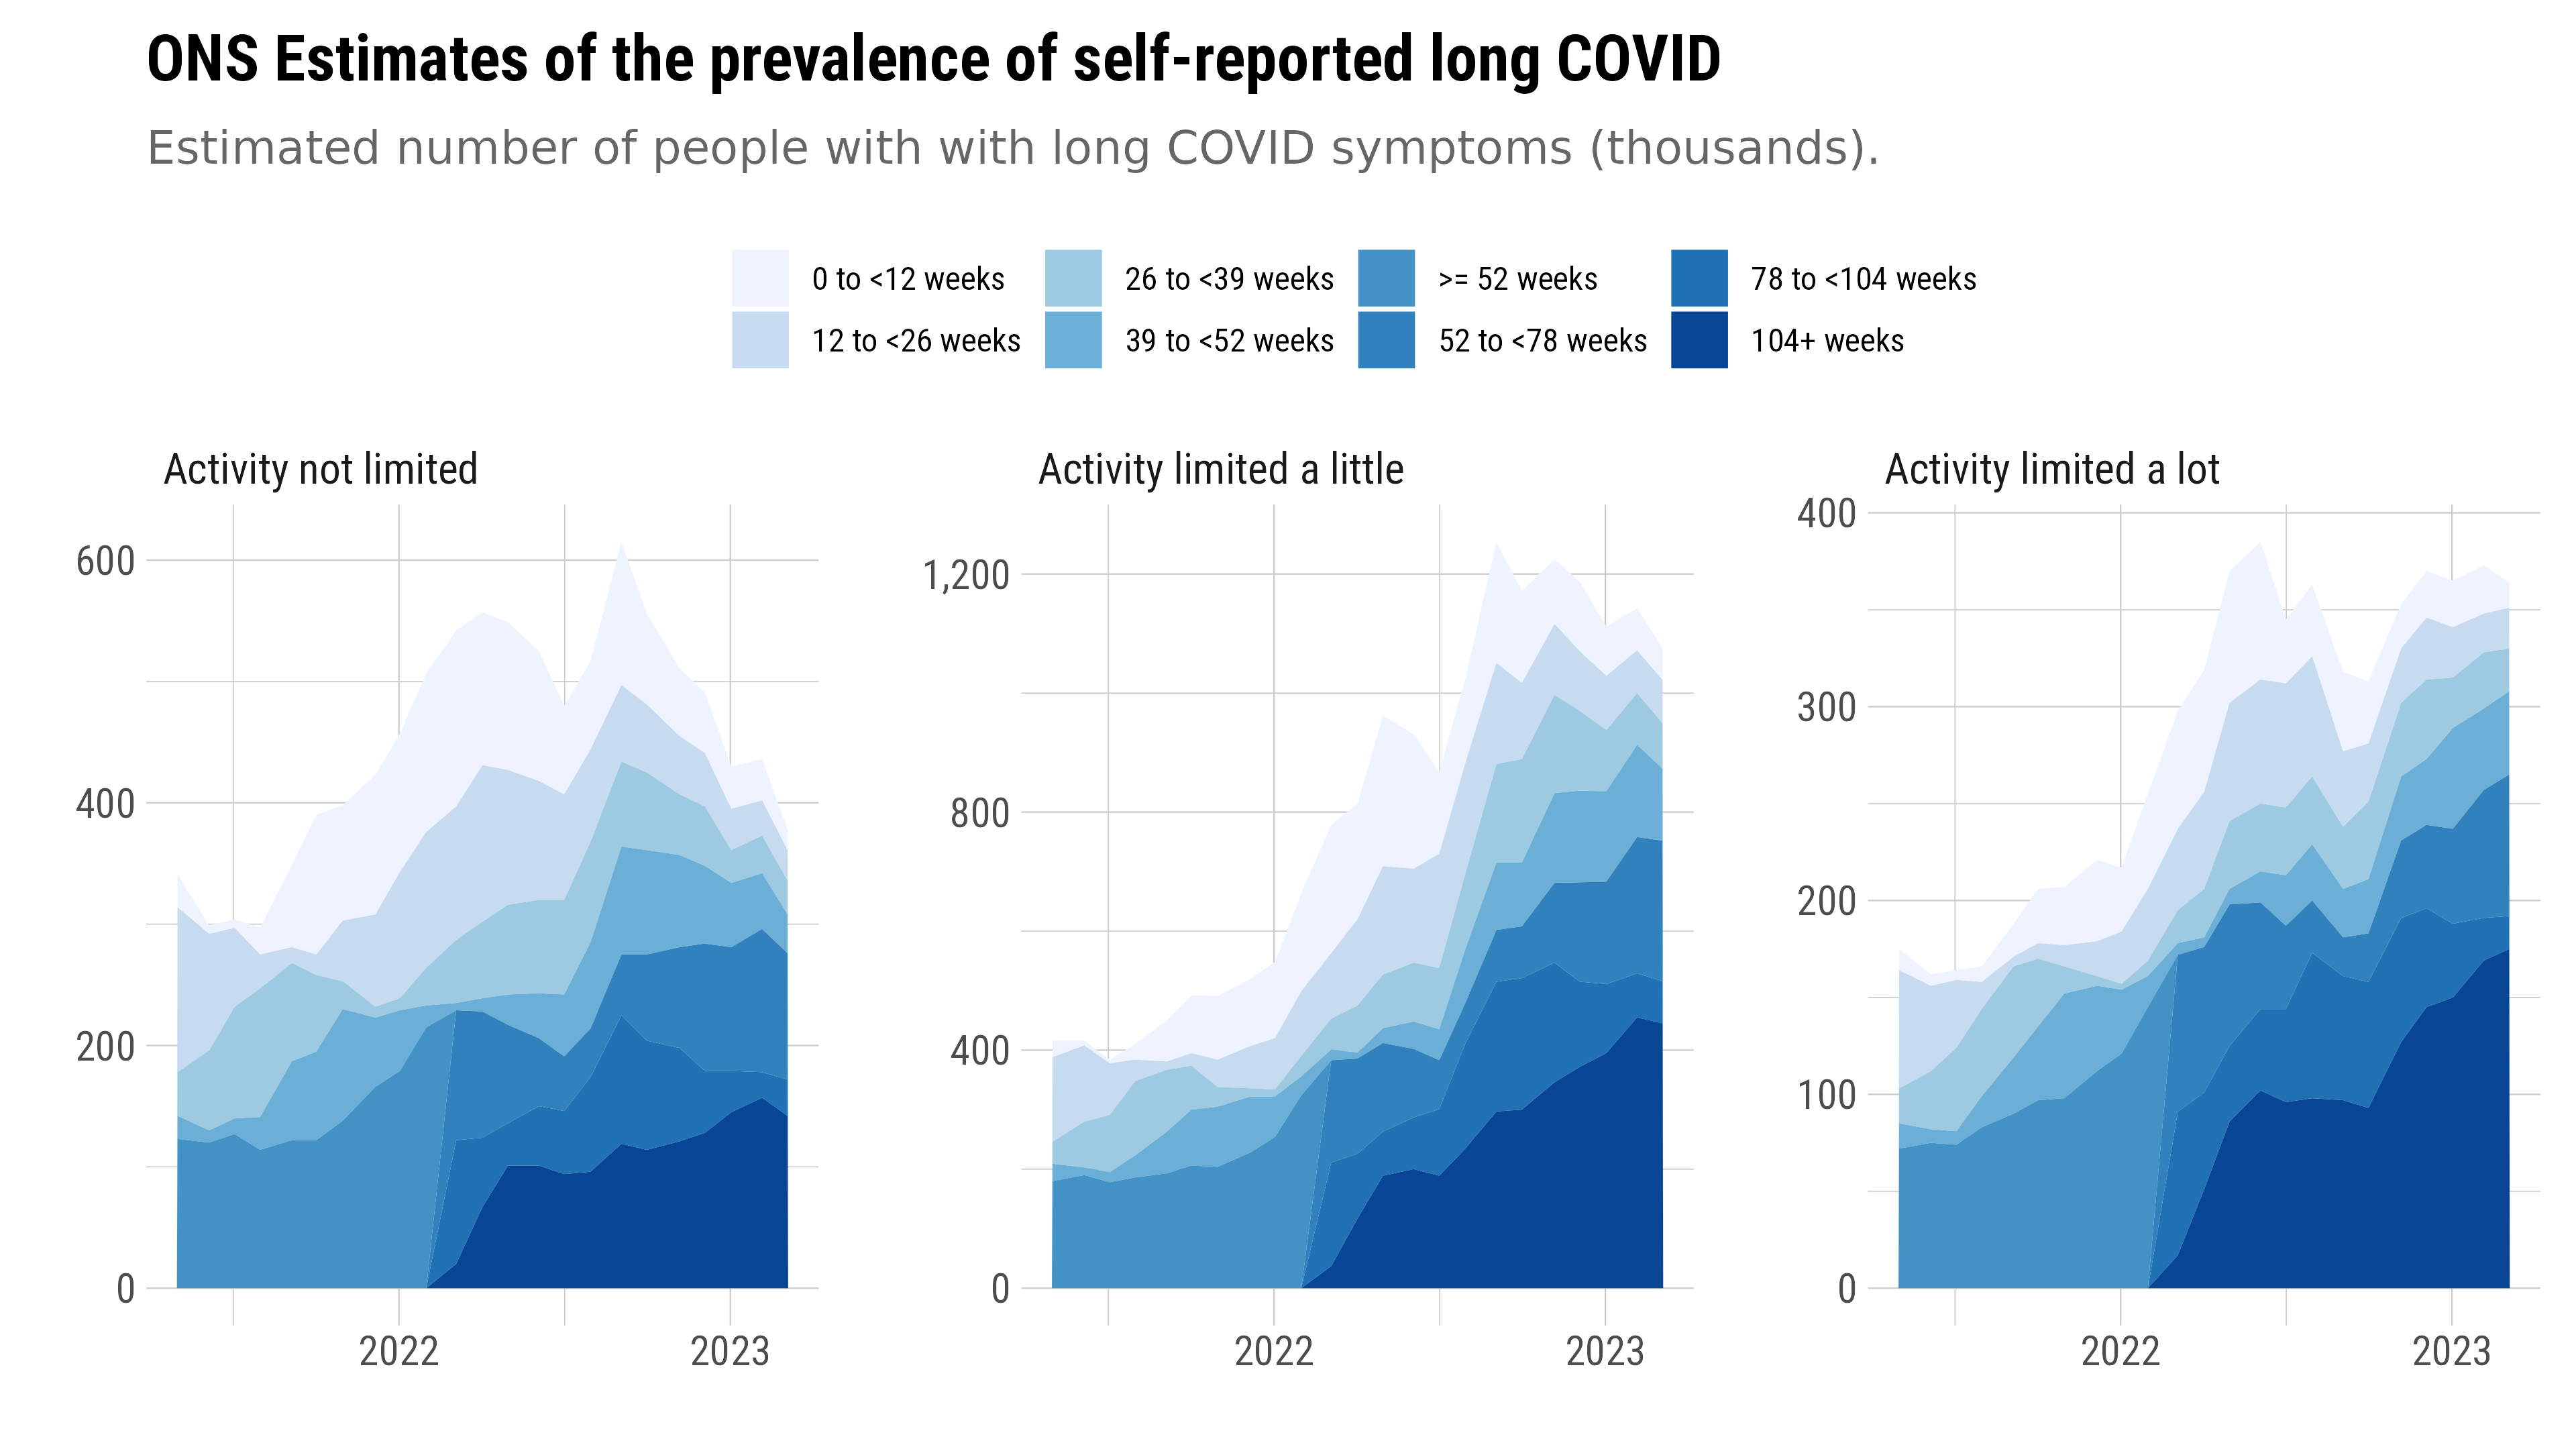 ONS Estimates of the prevalence of self-reported long COVID
Estimated number of people with with long COVID symptoms (thousands).
0 to <12 weeks 26 to <39 weeks >= 52 weeks 78 to <104 weeks
12 to <26 weeks 39 to <52 weeks 52 to <78 weeks 104+ weeks
Activity not limited
600
400
200
0
2022 2023
Activity limited a little
1,200
800
400
0
2022 2023
Activity limited a lot
400
300
200
100
0
2022 2023